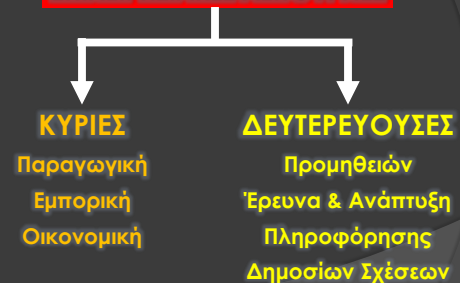 ΚΥΡΙΕΣ
Παραγωγική
Εμπορική
Οικονομική
ΔΕΥΤΕΡΕΥΟΥΣΕΣ
Προμηθειών
Έρευνα & Ανάπτυξη
Πληροφόρησης
Δημοσίων Σχέσεων